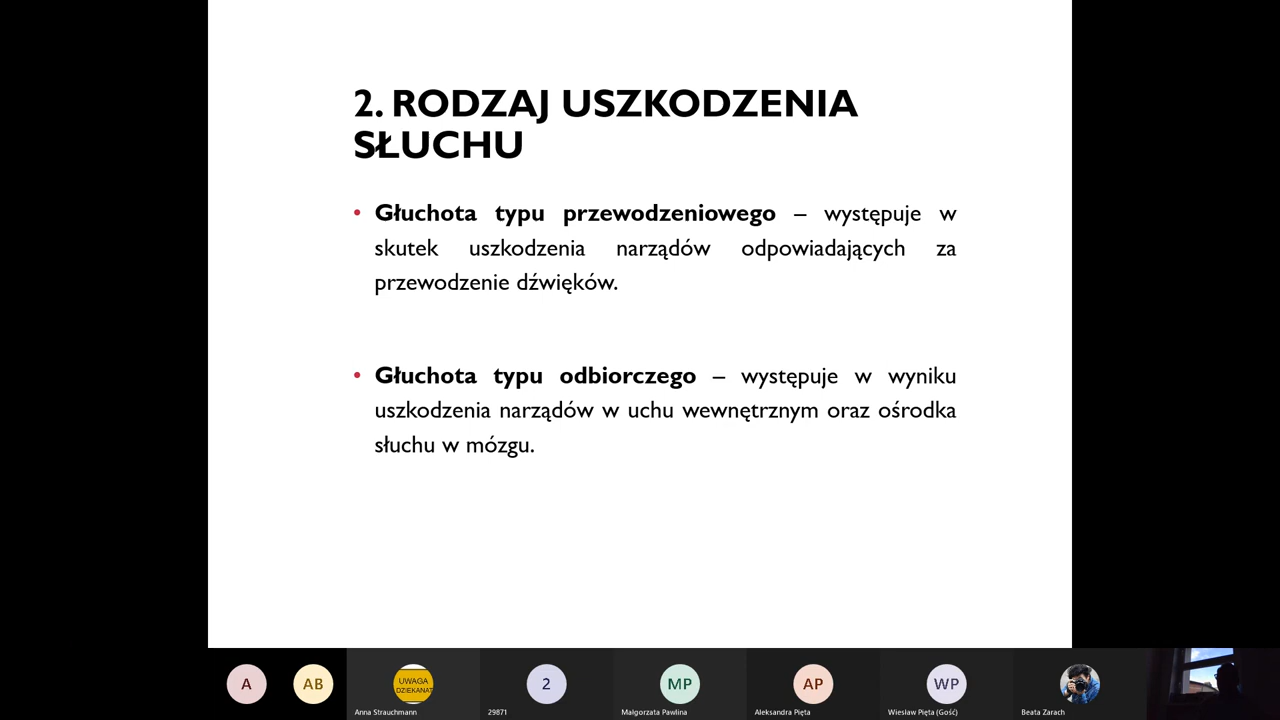 2. RODZAJ USZKODZENIA
SŁUCHU
• Głuchota typu przewodzeniowego – występuje w
skutek uszkodzenia narządów odpowiadających za
przewodzenie dźwięków.
• Głuchota typu odbiorczego – występuje w wyniku
uszkodzenia narządów w uchu wewnętrznym oraz ośrodka
słuchu w mózgu.
A
AB
UWAGA
DZIEKANAT
Anna Strauchmann
2
29871
MP
Małgorzata Pawlina
AP
Aleksandra Pięta
WP
Wiesław Pięta (Gość)
Beata Zarach